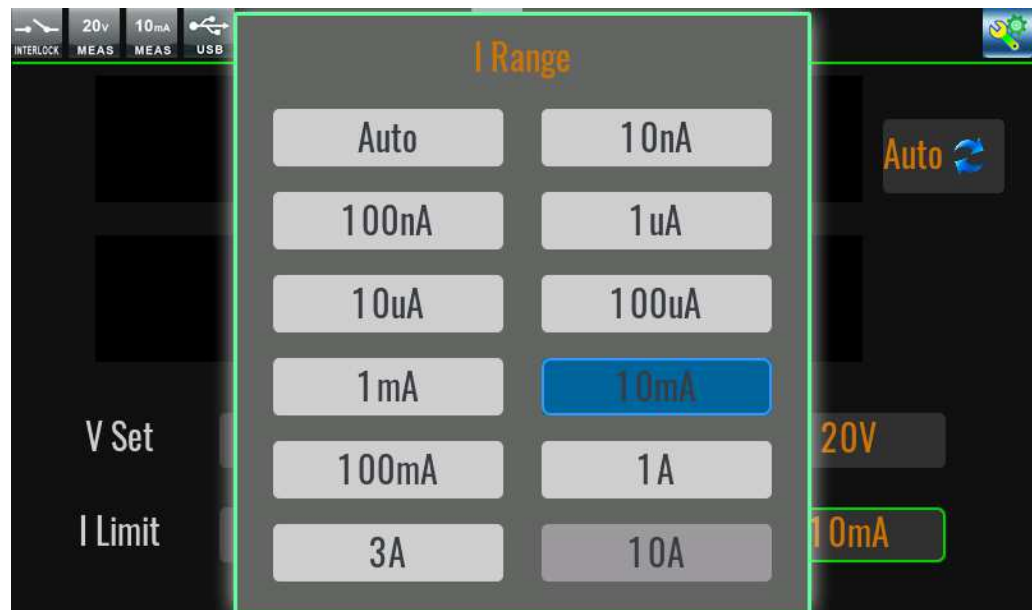 20V 10mA
INTERLOCK MEAS MEAS USB
I Range
Auto 10nA
Auto
100nA 1uA
10uA 100uA
1mA 10mA
V Set 20V
100mA 1A
I Limit 10mA
3A 10A